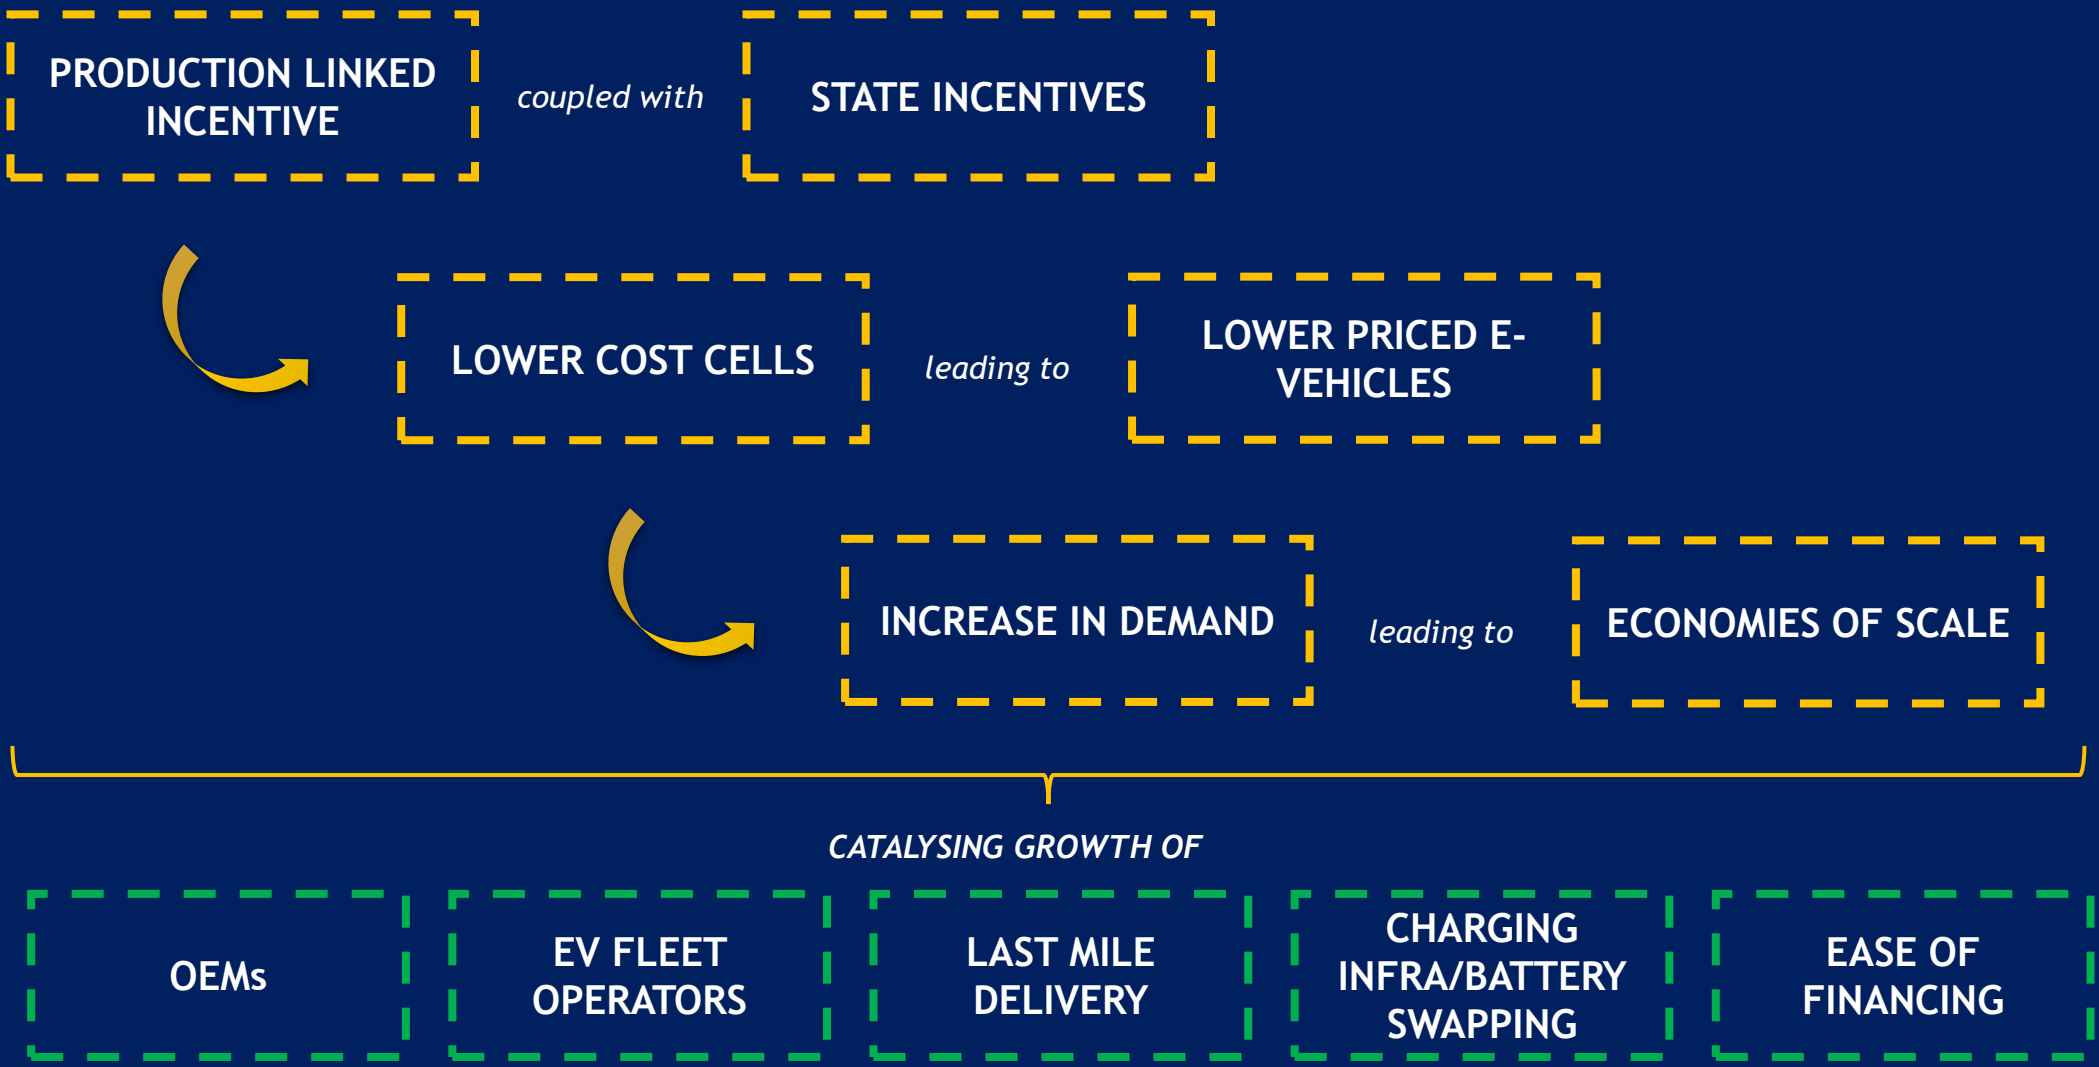 PRODUCTION LINKED
INCENTIVE
coupled with
STATE INCENTIVES
LOWER COST CELLS
leading to
LOWER PRICED E-
VEHICLES
INCREASE IN DEMAND
leading to
ECONOMIES OF SCALE
CATALYSING GROWTH OF
OEMs
EV FLEET
OPERATORS
LAST MILE
DELIVERY
CHARGING
INFRA/BATTERY
SWAPPING
EASE OF
FINANCING